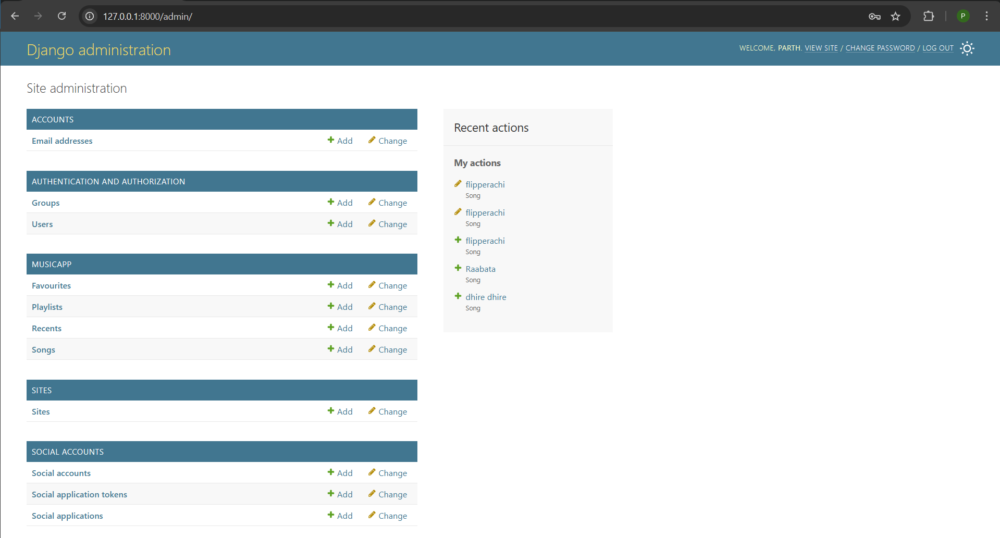 127.0.0.1:8000/admin/
P
Django administration
WELCOME, PARTH. VIEW SITE / CHANGE PASSWORD / LOG OUT
Site administration
ACCOUNTS
Email addresses Add Change
AUTHENTICATION AND AUTHORIZATION
Groups Add Change
Users Add Change
MUSICAPP
Favourites Add Change
Playlists Add Change
Recents Add Change
Songs Add Change
SITES
Sites Add Change
SOCIAL ACCOUNTS
Social accounts Add Change
Social application tokens Add Change
Social applications Add Change
Recent actions
My actions
flipperachi
Song
flipperachi
Song
flipperachi
Song
Raabata
Song
dhire dhire
Song